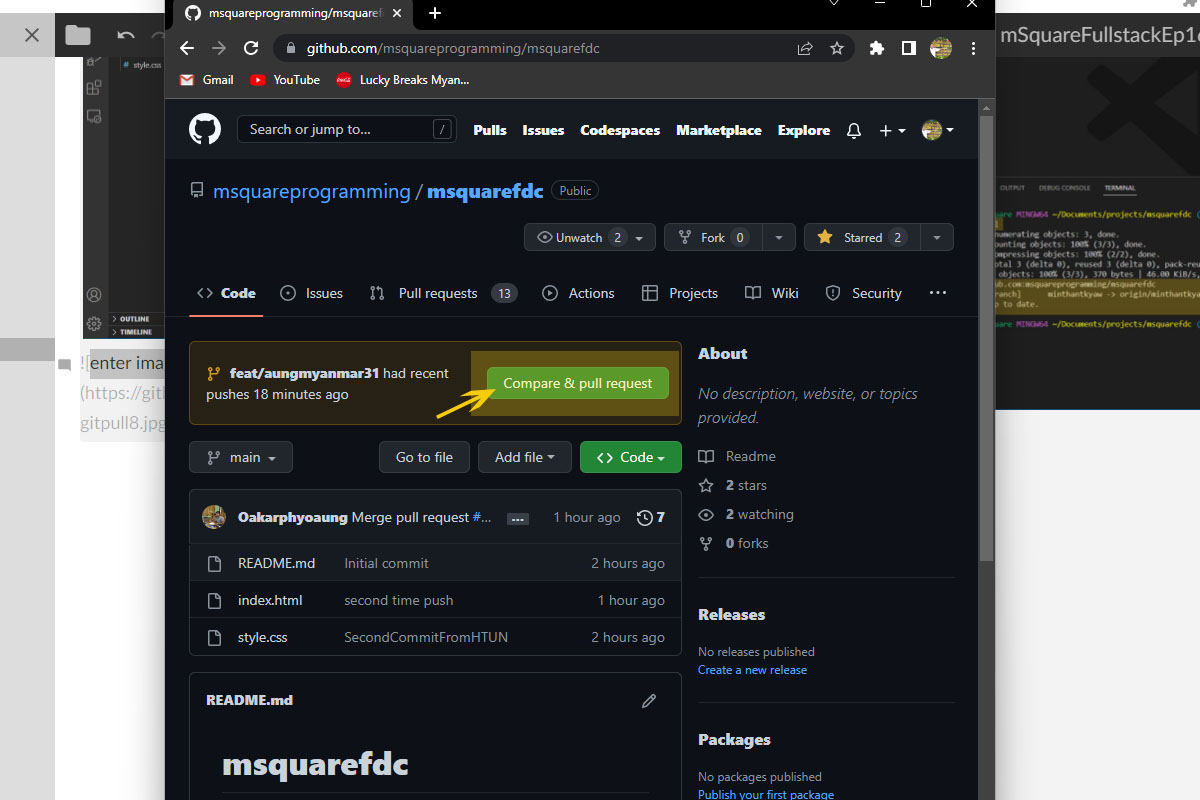 msquareprogramming/msquaref
github.com/msquareprogramming/msquarefdc
Gmail
YouTube
Lucky Breaks Myan...
Search or jump to...
/
Pulls
Issues
Codespaces
Marketplace
Explore
msquareprogramming / msquarefdc
Public
Unwatch 2
Fork 0
Starred 2
Code
Issues
Pull requests 13
Actions
Projects
Wiki
Security
feat/aungmyanmar31 had recent
pushes 18 minutes ago
Compare & pull request
main
Go to file
Add file
Code
Oakarphyoaung Merge pull request #...
1 hour ago
7
README.md Initial commit 2 hours ago
index.html second time push 1 hour ago
style.css SecondCommitFromHTUN 2 hours ago
README.md
msquarefdc
About
No description, website, or topics
provided.
Readme
2 stars
2 watching
0 forks
Releases
No releases published
Create a new release
Packages
No packages published
Publish your first package
# style.css
OUTLINE
TIMELINE
![enter ima
(https://gitl
gitpull8.jpg
mSquareFullstackEp16
OUTPUT DEBUG CONSOLE TERMINAL
are MINGW64 ~/Documents/projects/msquarefdc (
numerating objects: 3, done.
ounting objects: 100% (3/3), done.
mpressing objects: 100% (2/2), done.
otal 3 (delta 0), reused 3 (delta 0), pack-reu
objects: 100% (3/3), 370 bytes | 46.00 KiB/s,
ub.com:msquareprogramming/msquarefdc
ranch] minthantkyaw -> origin/minthantkya
p to date.
are MINGW64 ~/Documents/projects/msquarefdc (